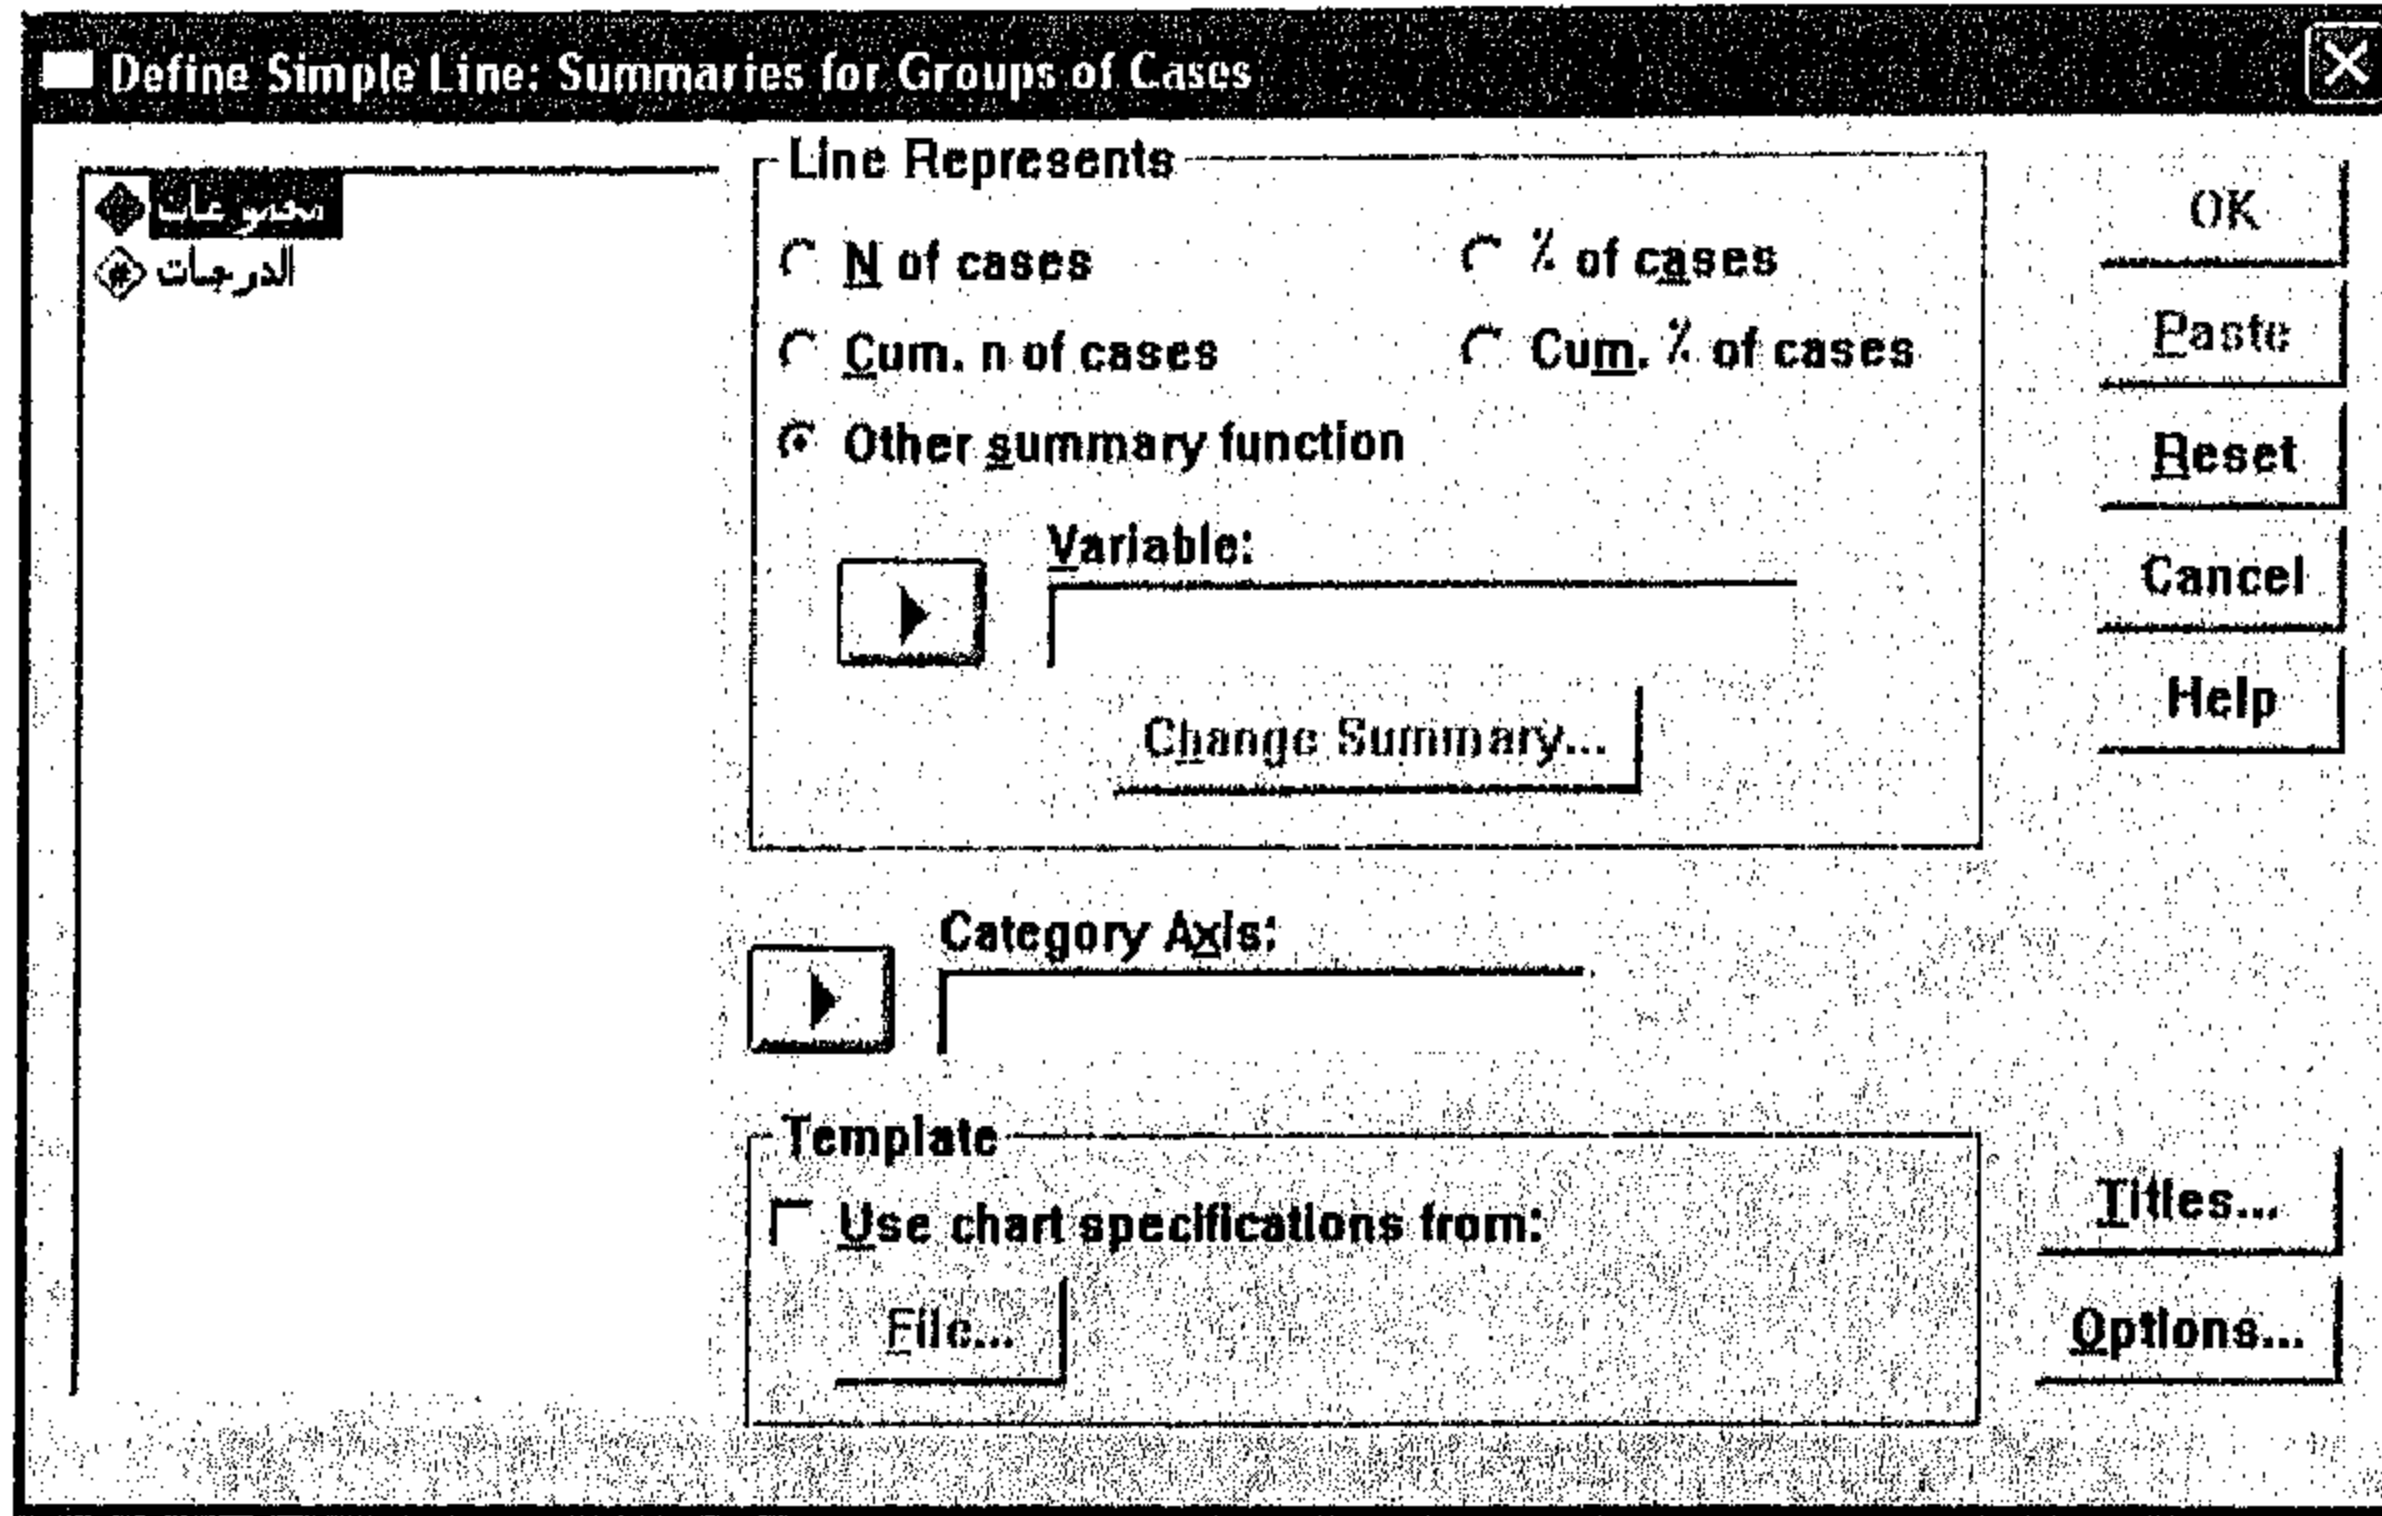 Define Simple Line: Summaries for Groups of Cases
مجموعات
الدرجات
Line Represents
N of cases
% of cases
Cum. n of cases
Cum. % of cases
Other summary function
Variable:
Change Summary...
Category Axis:
Template
Use chart specifications from:
File...
OK
Paste
Reset
Cancel
Help
Titles...
Options...